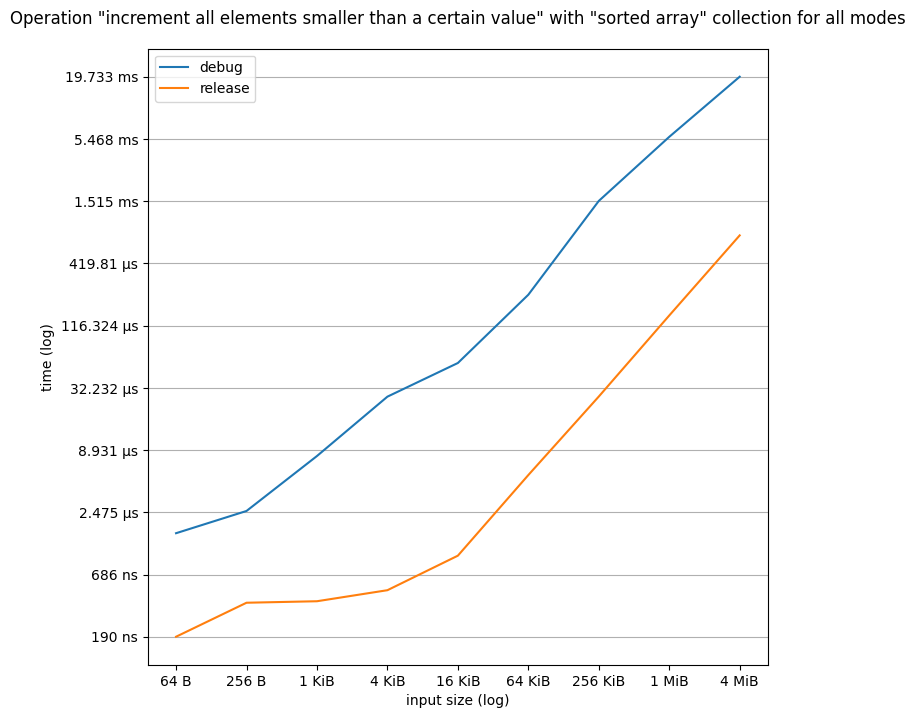 Operation "increment all elements smaller than a certain value" with "sorted array" collection for all modes
debug
release
19.733 ms
5.468 ms
1.515 ms
419.81 µs
116.324 µs
32.232 µs
8.931 µs
2.475 µs
686 ns
190 ns
time (log)
64 B
256 B
1 KiB
4 KiB
16 KiB
64 KiB
256 KiB
1 MiB
4 MiB
input size (log)